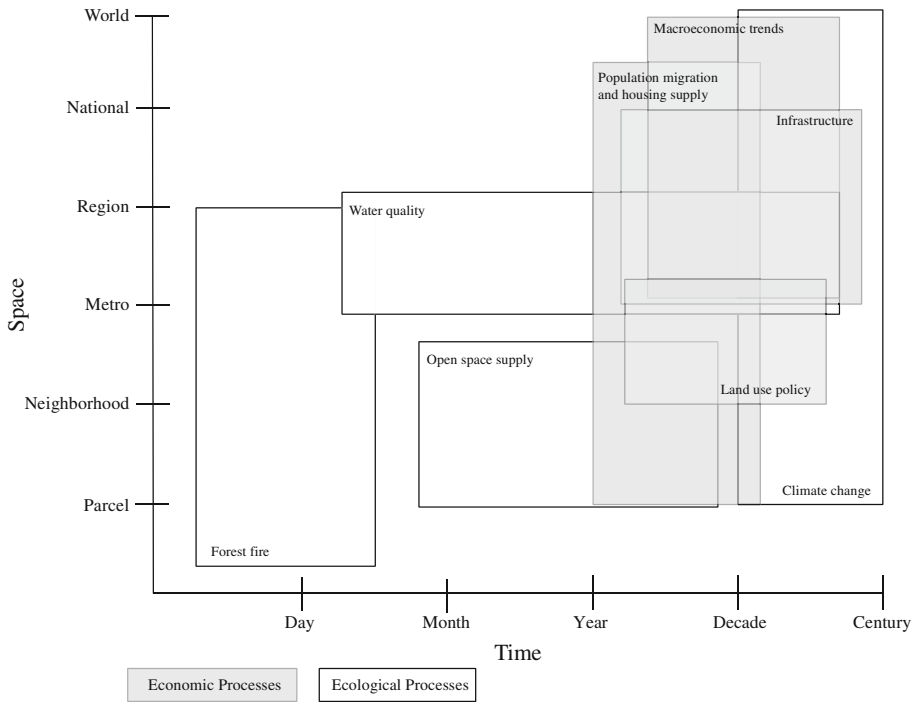 World
Macroeconomic trends
Population migration
and housing supply
National
Infrastructure
Region
Water quality
Space
Metro
Open space supply
Land use policy
Neighborhood
Climate change
Parcel
Forest fire
Day
Month
Year
Decade
Century
Time
Economic Processes
Ecological Processes